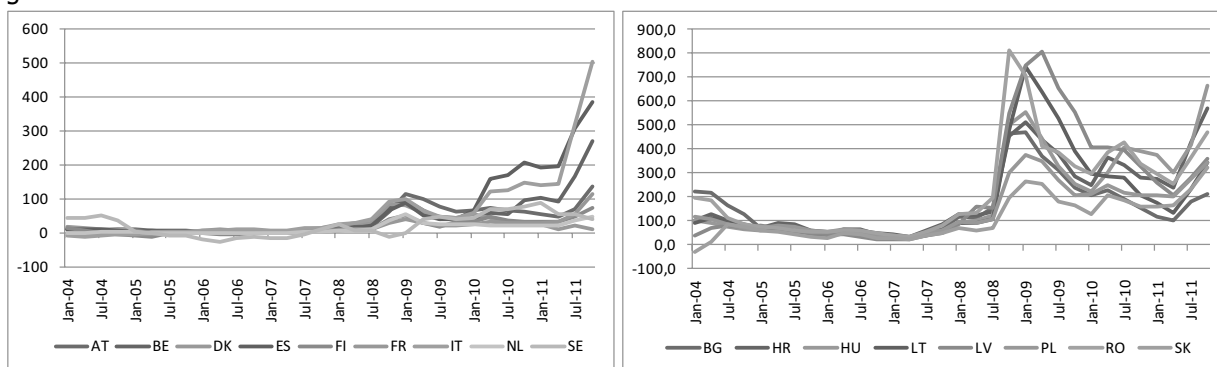 600
500
400
300
200
100
0
-100
Jan-04
Jul-04
Jan-05
Jul-05
Jan-06
Jul-06
Jan-07
Jul-07
Jan-08
Jul-08
Jan-09
Jul-09
Jan-10
Jul-10
Jan-11
Jul-11
AT BE DK ES FI FR IT NL SE
900,0
800,0
700,0
600,0
500,0
400,0
300,0
200,0
100,0
0,0
-100,0
Jan-04
Jul-04
Jan-05
Jul-05
Jan-06
Jul-06
Jan-07
Jul-07
Jan-08
Jul-08
Jan-09
Jul-09
Jan-10
Jul-10
Jan-11
Jul-11
BG HR HU LT LV PL RO SK